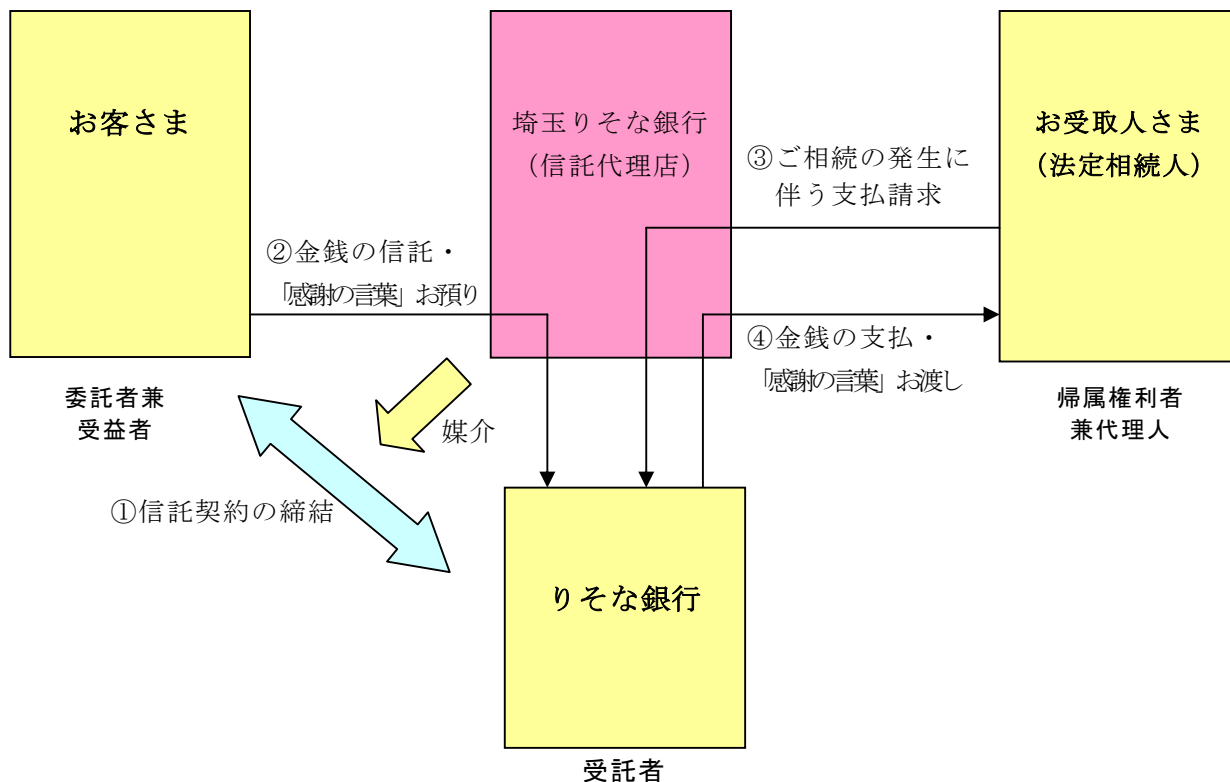 お客さま
埼玉りそな銀行
（信託代理店）
お受取人さま
（法定相続人）
③ご相続の発生に
伴う支払請求
②金銭の信託・
「感謝の言葉」お預り
④金銭の支払・
「感謝の言葉」お渡し
委託者兼
受益者
帰属権利者
兼代理人
媒介
①信託契約の締結
りそな銀行
受託者